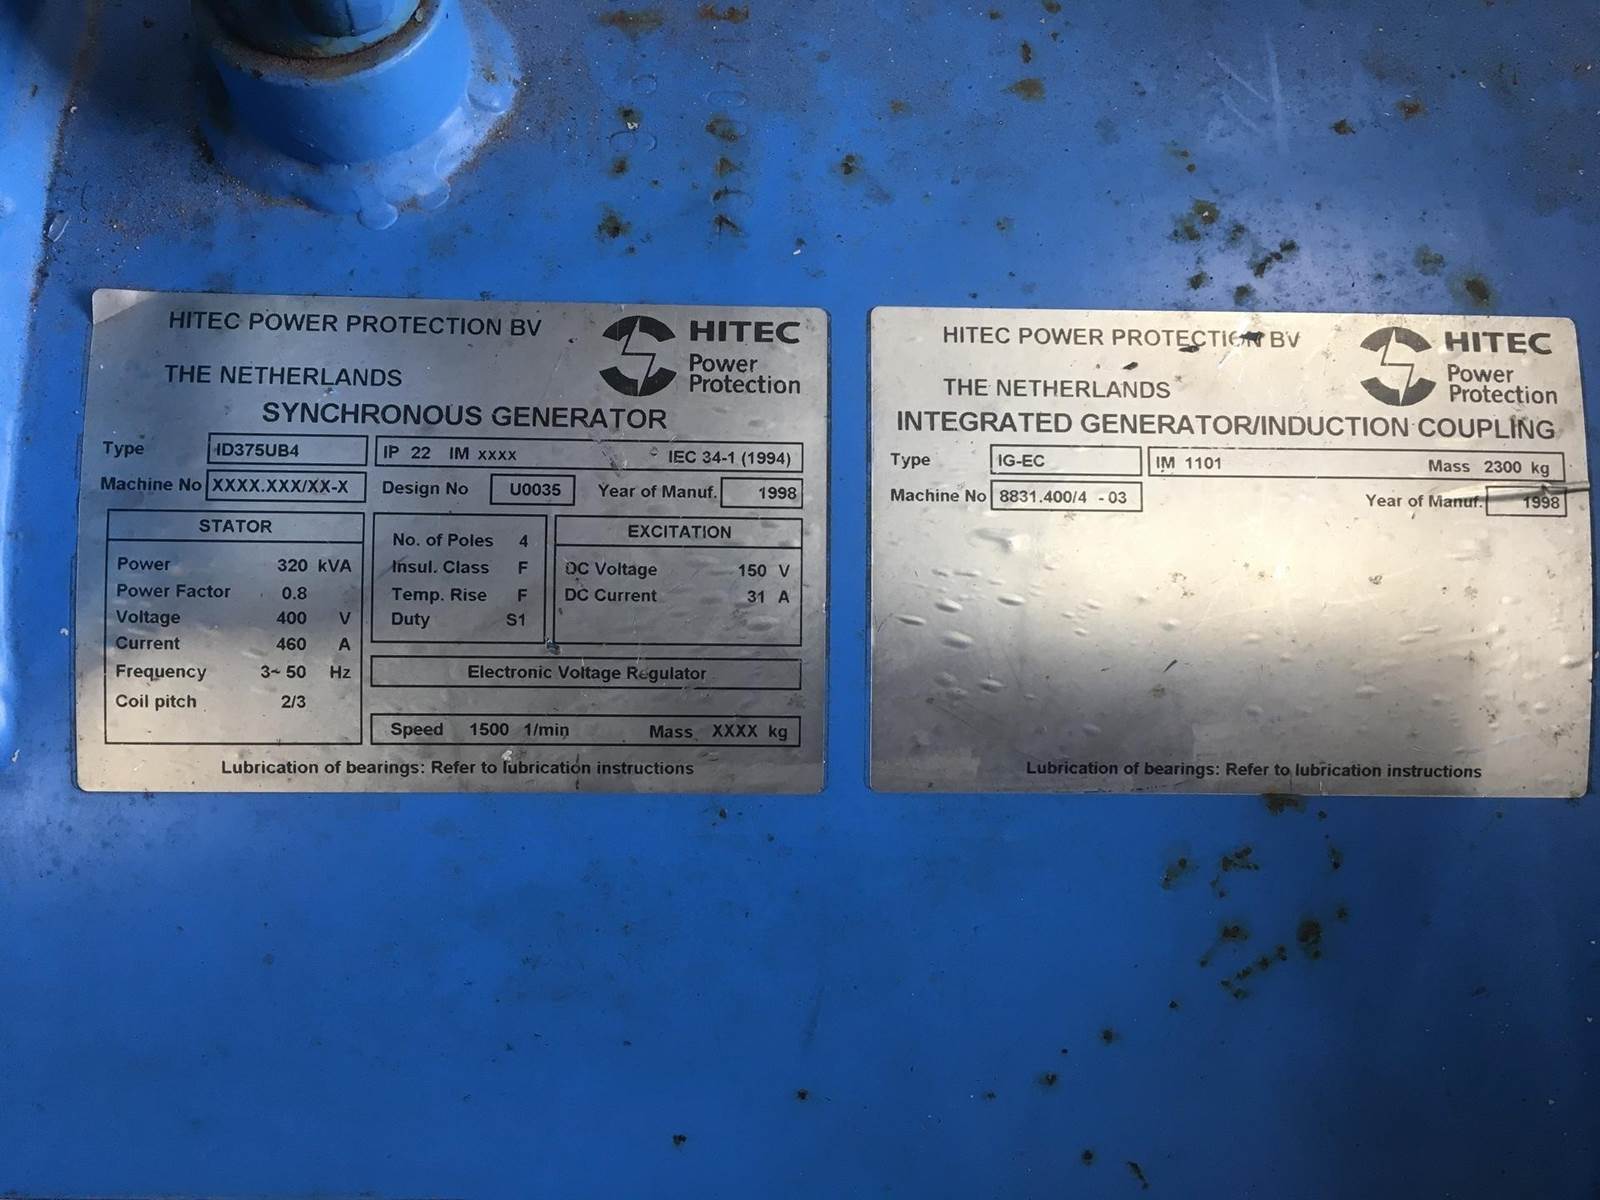 HITEC POWER PROTECTION BV
THE NETHERLANDS
HITEC
Power
Protection
SYNCHRONOUS GENERATOR
Type ID375UB4 IP 22 IM xxxx IEC 34-1 (1994)
Machine No XXXX.XXX/XX-X Design No U0035 Year of Manuf. 1998
STATOR
Power 320 kVA
Power Factor 0.8
Voltage 400 V
Current 460 A
Frequency 3~ 50 Hz
Coil pitch 2/3
No. of Poles 4
Insul. Class F
Temp. Rise F
Duty S1
EXCITATION
DC Voltage 150 V
DC Current 31 A
Electronic Voltage Regulator
Speed 1500 1/min Mass XXXX kg
Lubrication of bearings: Refer to lubrication instructions
HITEC POWER PROTECTION BV
THE NETHERLANDS
HITEC
Power
Protection
INTEGRATED GENERATOR/INDUCTION COUPLING
Type IG-EC IM 1101 Mass 2300 kg
Machine No 8831.400/4 - 03 Year of Manuf. 1998
Lubrication of bearings: Refer to lubrication instructions